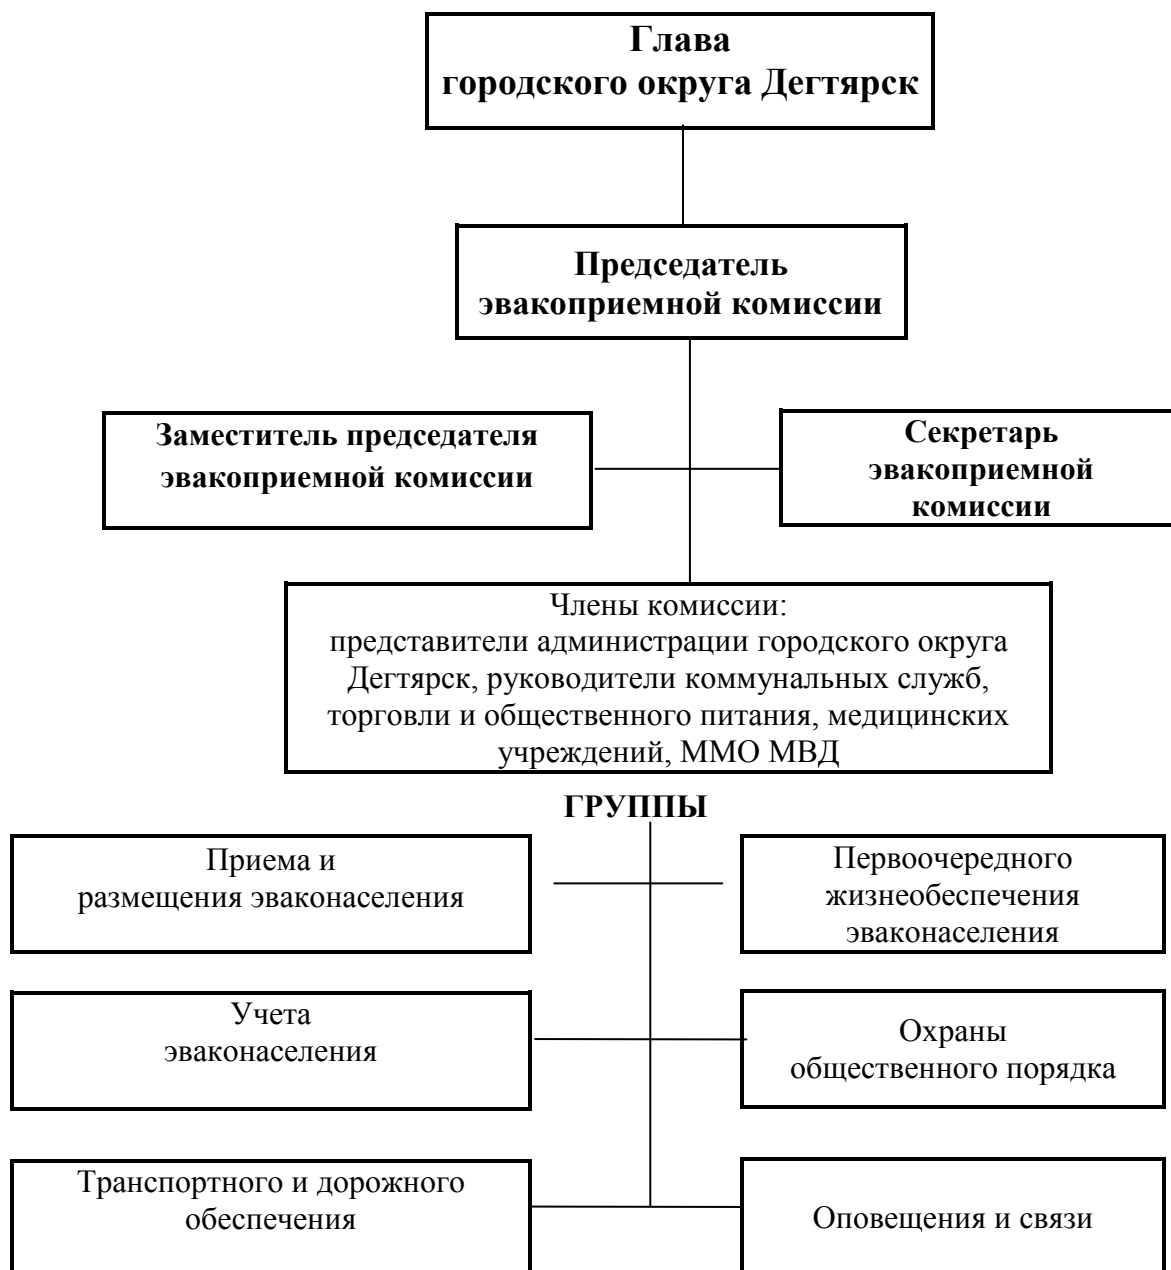 Глава
городского округа Дегтярск
Председатель
эвакоприемной комиссии
Заместитель председателя
эвакоприемной комиссии
Секретарь
эвакоприемной
комиссии
Члены комиссии:
представители администрации городского округа
Дегтярск, руководители коммунальных служб,
торговли и общественного питания, медицинских
учреждений, ММО МВД
ГРУППЫ
Приема и
размещения эваконаселения
Первоочередного
жизнеобеспечения
эваконаселения
Учета
эваконаселения
Охраны
общественного порядка
Транспортного и дорожного
обеспечения
Оповещения и связи